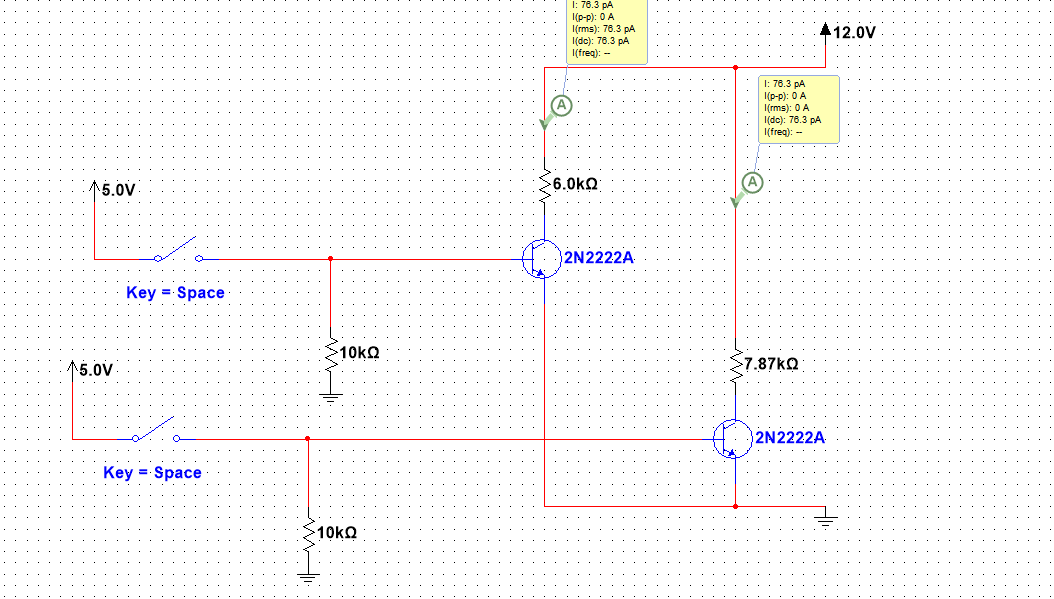 I: 76.3 pA
I(p-p): 0 A
I(rms): 76.3 pA
I(dc): 76.3 pA
I(freq): --
12.0V
A
I: 76.3 pA
I(p-p): 0 A
I(rms): 0 A
I(dc): 76.3 pA
I(freq): --
A
6.0kΩ
5.0V
2N2222A
Key = Space
10kΩ
7.87kΩ
5.0V
2N2222A
Key = Space
10kΩ